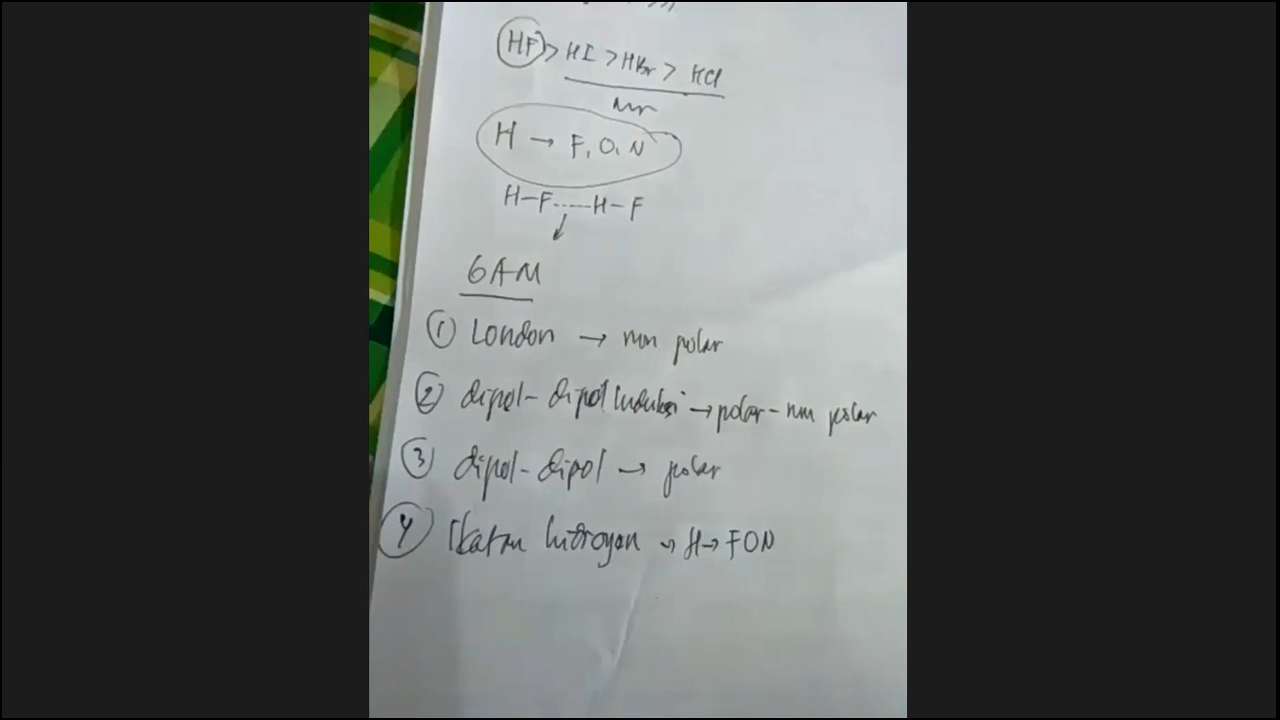 HF > HI > HBr > HCl
Mr
H → F, O, N
H-F.....H-F
GAM
① London → non polar
② dipol-dipol Induksi → polar-non polar
③ dipol-dipol → polar
④ Ikatan hidrogen → H→FON